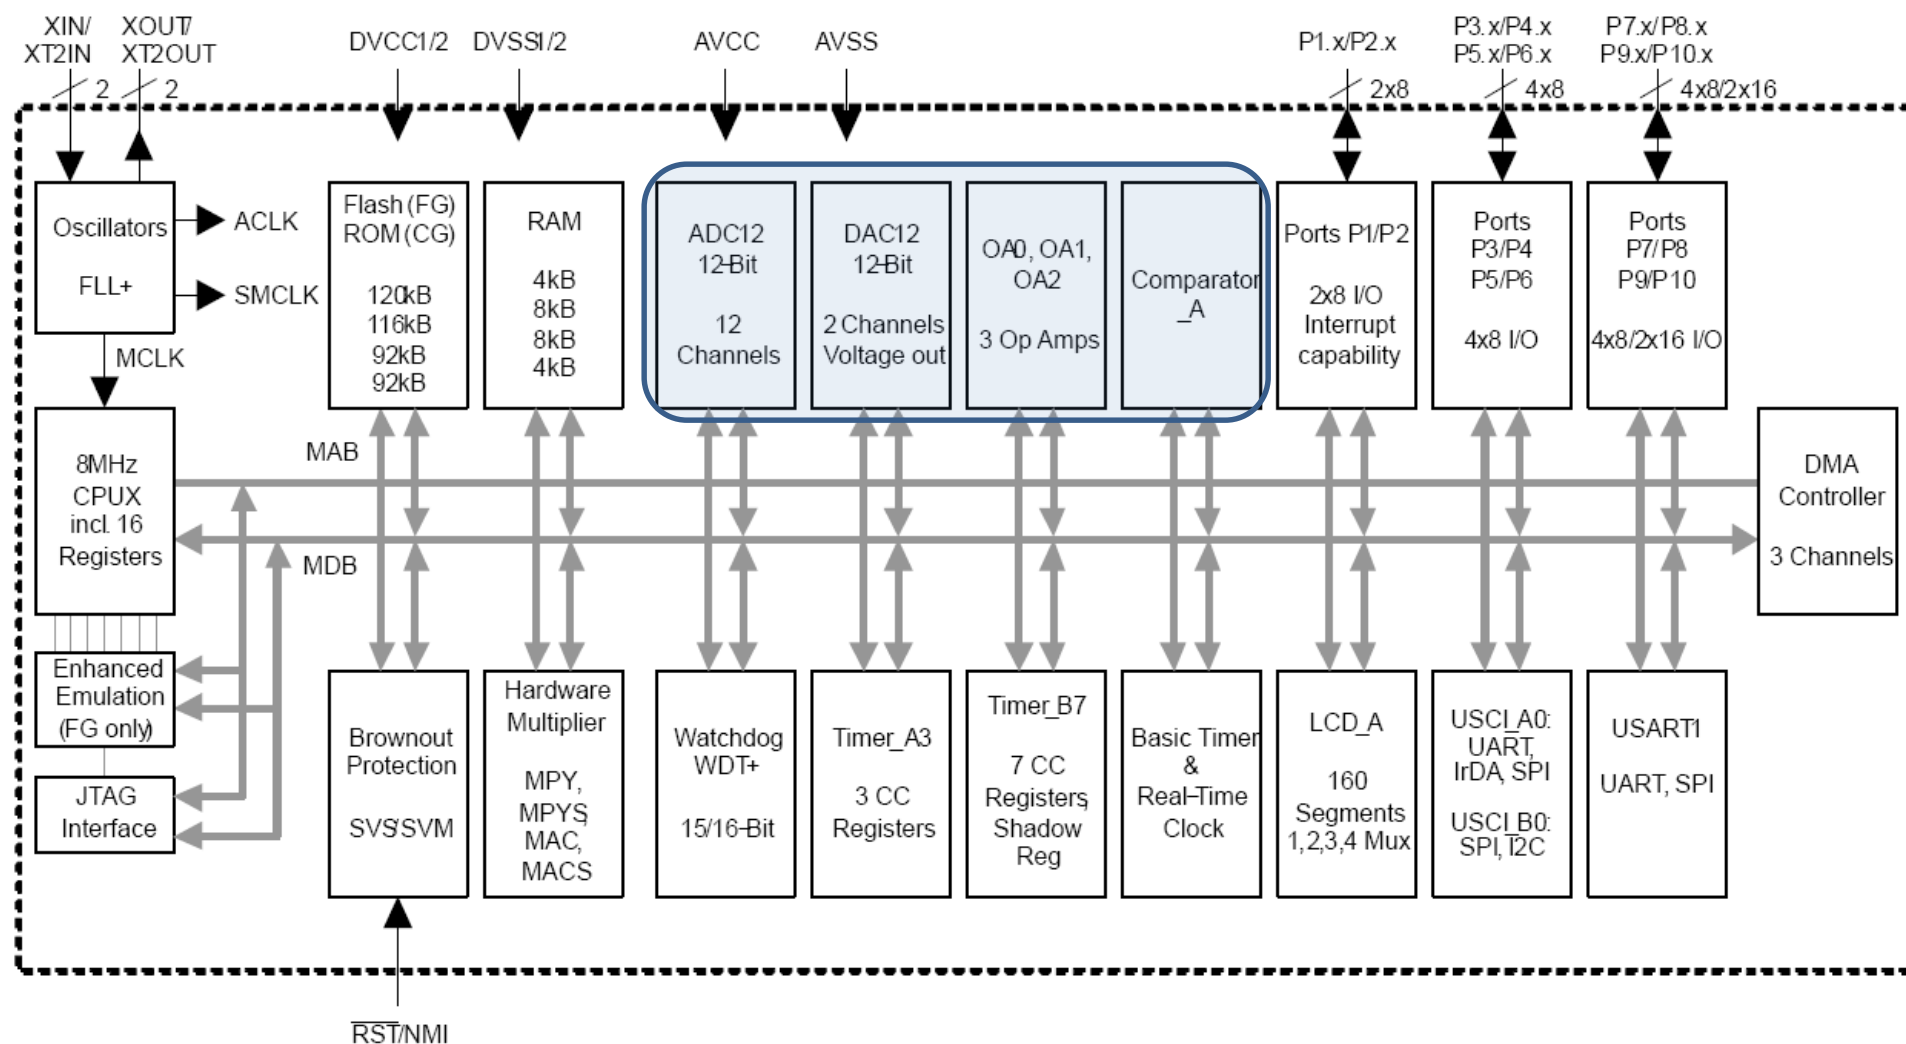 XIN/
XT2IN
XOUT/
XT2OUT
2
2
DVCC1/2
DVSS1/2
AVCC
AVSS
P1.x/P2.x
2x8
P3.x/P4.x
P5.x/P6.x
4x8
P7.x/P8.x
P9.x/P10.x
4x8/2x16
Oscillators
FLL+
ACLK
SMCLK
MCLK
Flash (FG)
ROM (CG)
120kB
116kB
92kB
92kB
RAM
4kB
8kB
8kB
4kB
ADC12
12-Bit
12
Channels
DAC12
12-Bit
2 Channels
Voltage out
OA0, OA1,
OA2
3 Op Amps
Comparator
_A
Ports P1/P2
2x8 I/O
Interrupt
capability
Ports
P3/P4
P5/P6
4x8 I/O
Ports
P7/P8
P9/P10
4x8/2x16 I/O
8MHz
CPUX
incl. 16
Registers
MAB
MDB
DMA
Controller
3 Channels
Enhanced
Emulation
(FG only)
JTAG
Interface
Brownout
Protection
SVS/SVM
Hardware
Multiplier
MPY,
MPYS,
MAC,
MACS
Watchdog
WDT+
15/16-Bit
Timer_A3
3 CC
Registers
Timer_B7
7 CC
Registers,
Shadow
Reg
Basic Timer
&
Real-Time
Clock
LCD_A
160
Segments
1,2,3,4 Mux
USCI_A0:
UART,
IrDA, SPI
USCI_B0:
SPI, I2C
USART1
UART, SPI
RST/NMI